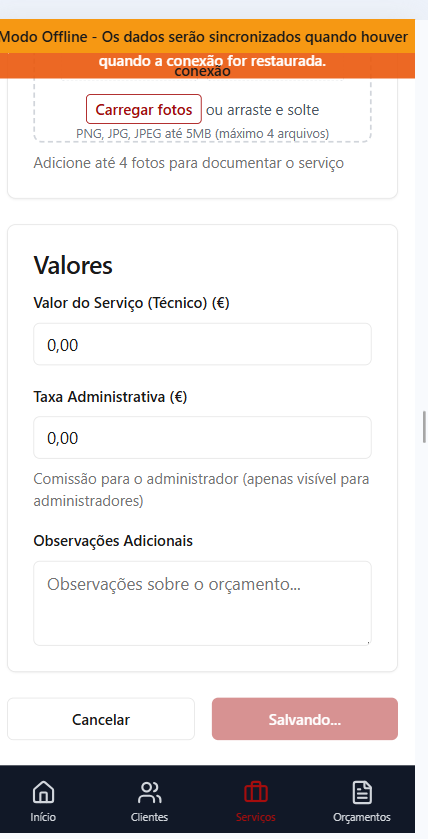 Modo Offline - Os dados serão sincronizados quando houver
conexão
quando a conexão for restaurada.
Carregar fotos ou arraste e solte
PNG, JPG, JPEG até 5MB (máximo 4 arquivos)
Adicione até 4 fotos para documentar o serviço
Valores
Valor do Serviço (Técnico) (€)
0,00
Taxa Administrativa (€)
0,00
Comissão para o administrador (apenas visível para
administradores)
Observações Adicionais
Observações sobre o orçamento...
Cancelar
Salvando...
Início
Clientes
Serviços
Orçamentos